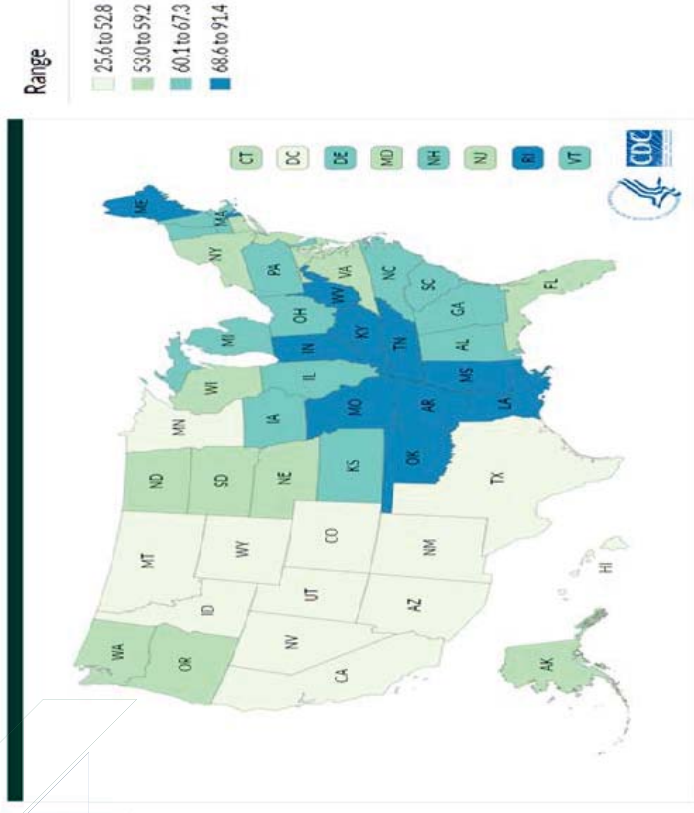 WA
OR
CA
NV
ID
MT
WY
UT
AZ
CO
NM
ND
SD
NE
KS
OK
TX
MN
IA
MO
AR
LA
WI
IL
MS
MI
IN
KY
TN
AL
OH
WV
GA
PA
VA
NC
SC
FL
NY
MA
ME
AK
HI
CT
DC
DE
MD
NH
NJ
RI
VT
CDC
Range
25.6 to 52.8
53.0 to 59.2
60.1 to 67.3
68.6 to 91.4